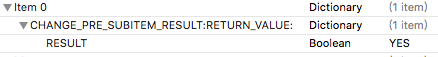 Item 0 Dictionary (1 item)
CHANGE_PRE_SUBITEM_RESULT:RETURN_VALUE: Dictionary (1 item)
RESULT Boolean YES